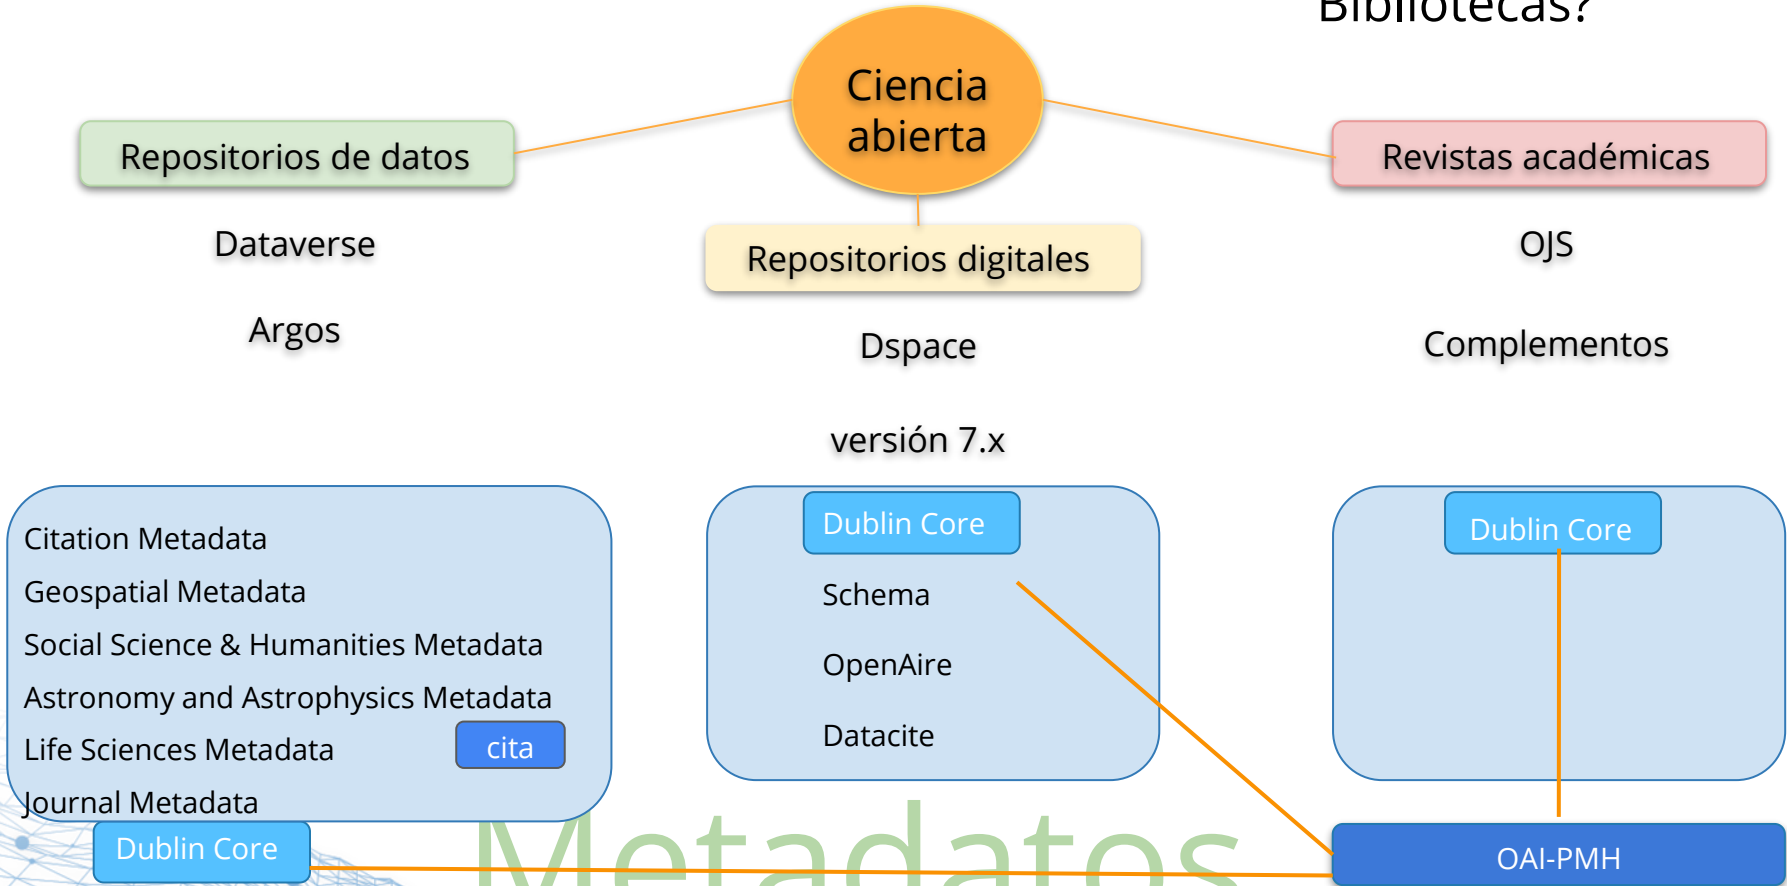 Bibliotecas?
Ciencia
abierta
Repositorios de datos
Revistas académicas
Dataverse
Repositorios digitales
OJS
Argos
Dspace
Complementos
versión 7.x
Citation Metadata
Geospatial Metadata
Social Science & Humanities Metadata
Astronomy and Astrophysics Metadata
Life Sciences Metadata
cita
Journal Metadata
Dublin Core
Dublin Core
Schema
OpenAire
Datacite
Dublin Core
Metadatos
OAI-PMH